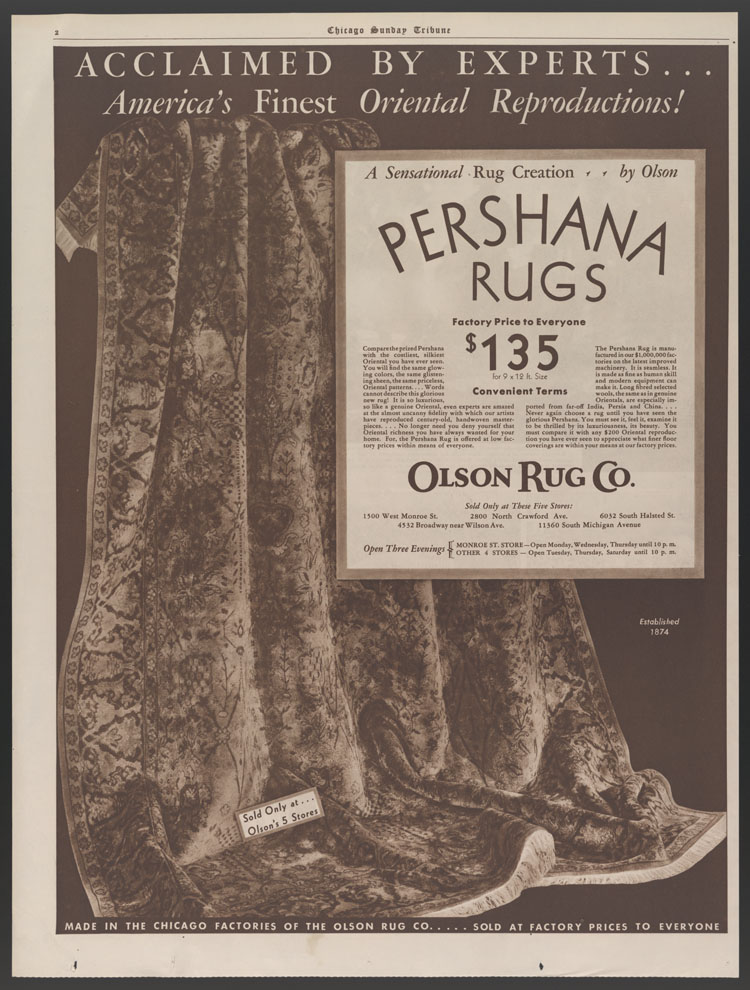 2
Chicago Sunday Tribune
ACCLAIMED BY EXPERTS...
America's Finest Oriental Reproductions!
A Sensational Rug Creation , , by Olson
PERSHANA
RUGS
Factory Price to Everyone
$135
for 9 x 12 ft. Size
Convenient Terms
Compare the prized Pershana
with the costliest, silkiest
Oriental you have ever seen.
You will find the same glow-
ing colors, the same glisten-
ing sheen, the same priceless,
Oriental patterns. . . . Words
cannot describe this glorious
new rug! It is so luxurious,
so like a genuine Oriental, even experts are amazed
at the almost uncanny fidelity with which our artists
have reproduced century-old, handwoven master-
pieces. . . . No longer need you deny yourself that
Oriental richness you have always wanted for your
home. For, the Pershana Rug is offered at low fac-
tory prices within means of everyone.
The Pershana Rug is manu-
factured in our $1,000,000 fac-
tories on the latest improved
machinery. It is seamless. It
is made as fine as human skill
and modern equipment can
make it. Long fibred selected
wools, the same as in genuine
Orientals, are especially im-
ported from far-off India, Persia and China. . . .
Never again choose a rug until you have seen the
glorious Pershana. You must see it, feel it, examine it
to be thrilled by its luxuriousness, its beauty. You
must compare it with any $200 Oriental reproduc-
tion you have ever seen to appreciate what finer floor
coverings are within your means at our factory prices.
OLSON RUG CO.
Sold Only at These Five Stores:
1500 West Monroe St. 2800 North Crawford Ave. 6032 South Halsted St.
4532 Broadway near Wilson Ave. 11360 South Michigan Avenue
Open Three Evenings { MONROE ST. STORE—Open Monday, Wednesday, Thursday until 10 p. m.
OTHER 4 STORES — Open Tuesday, Thursday, Saturday until 10 p. m.
Established
1874
Sold Only at . . .
Olson's 5 Stores
MADE IN THE CHICAGO FACTORIES OF THE OLSON RUG CO. . . . . SOLD AT FACTORY PRICES TO EVERYONE